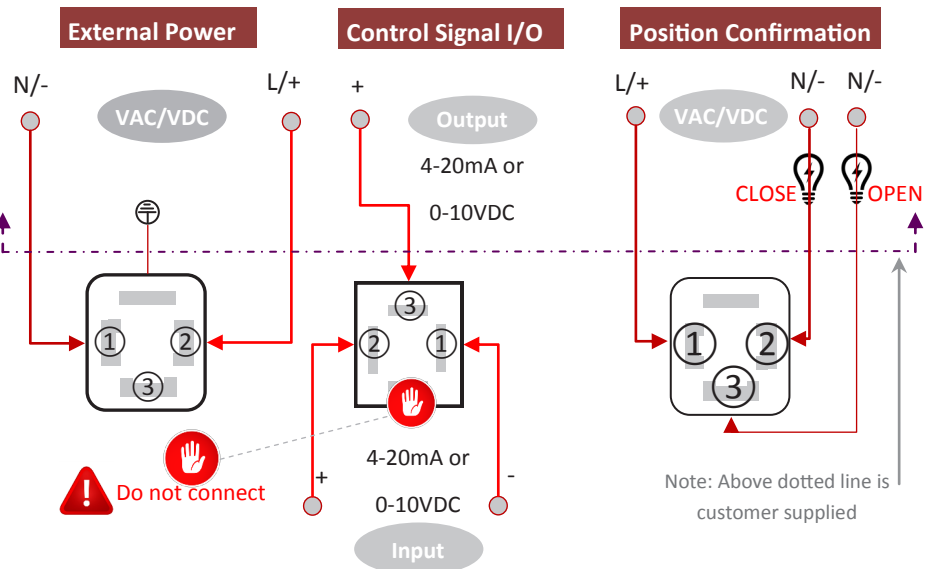 External Power
Control Signal I/O
Position Confirmation
N/-
L/+
+
L/+
N/-
N/-
VAC/VDC
Output
VAC/VDC
4-20mA or
0-10VDC
CLOSE
OPEN
1
2
3
3
2
1
1
2
3
Do not connect
!
+
4-20mA or
0-10VDC
-
Input
Note: Above dotted line is
customer supplied